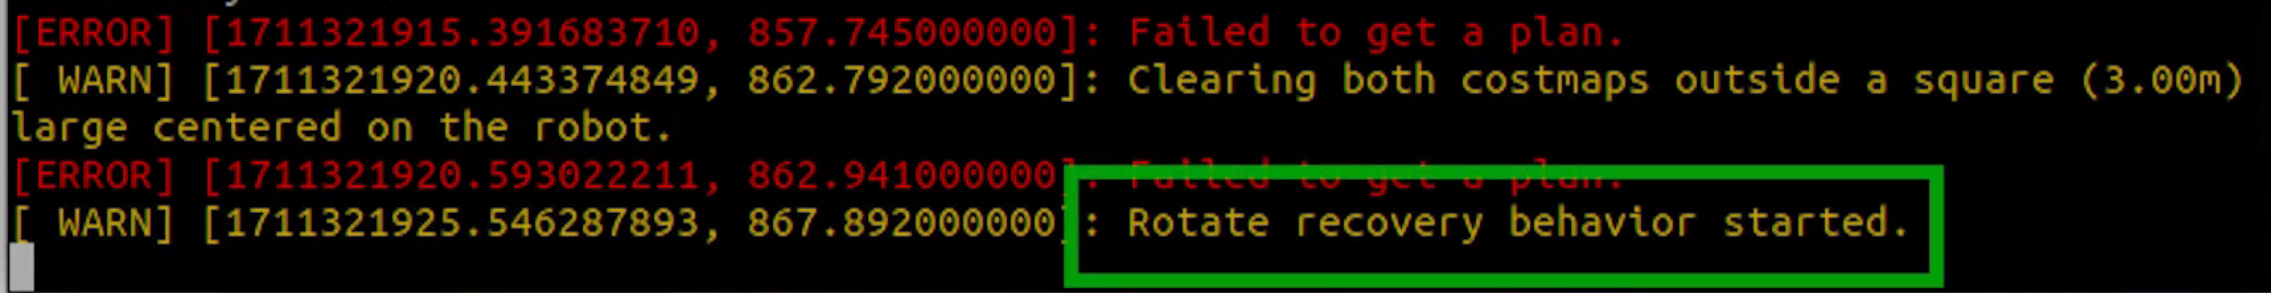 [ERROR] [1711321915.391683710, 857.745000000]: Failed to get a plan.
[ WARN] [1711321920.443374849, 862.792000000]: Clearing both costmaps outside a square (3.00m)
large centered on the robot.
[ERROR] [1711321920.593022211, 862.941000000]: Failed to get a plan.
[ WARN] [1711321925.546287893, 867.892000000]: Rotate recovery behavior started.